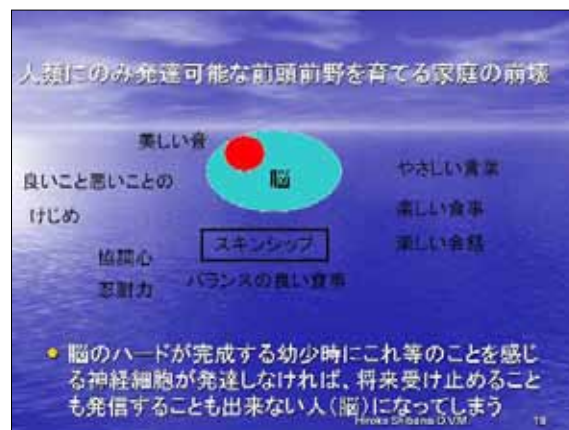 人類にのみ発達可能な前頭前野を育てる家庭の崩壊
美しい音
脳
やさしい言葉
良いこと悪いことの
けじめ
楽しい食事
スキンシップ
楽しい会話
協調心
忍耐力
バランスの良い食事
● 脳のハードが完成する幼少時にこれ等のことを感じ
る神経細胞が発達しなければ、将来受け止めること
も発信することも出来ない人(脳)になってしまう
Hiroko Shibanai D.V.M.